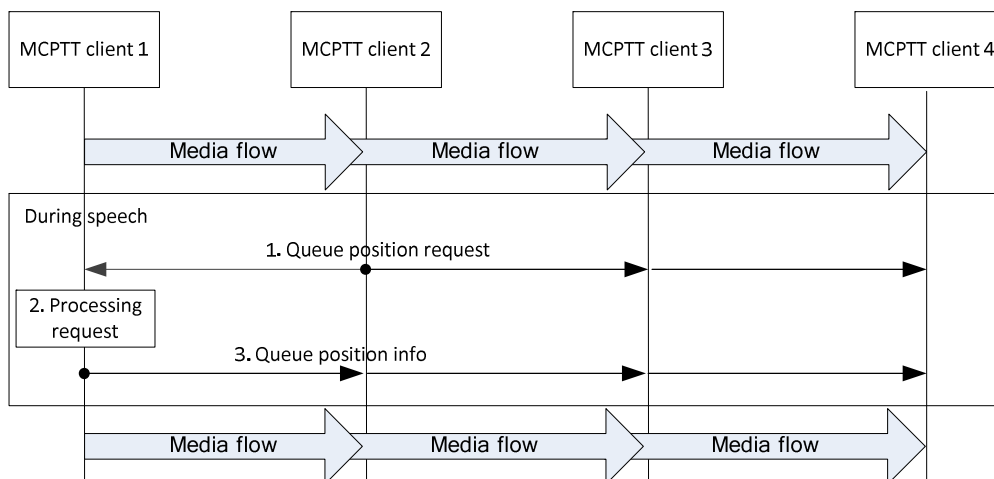 MCPTT client 1
MCPTT client 2
MCPTT client 3
MCPTT client 4
Media flow
Media flow
Media flow
During speech
1. Queue position request
2. Processing
request
3. Queue position info
Media flow
Media flow
Media flow